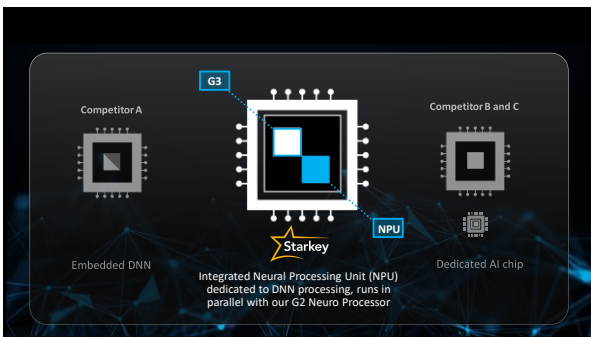 G3
Competitor A
Competitor B and C
NPU
Starkey
Embedded DNN
Dedicated AI chip
Integrated Neural Processing Unit (NPU)
dedicated to DNN processing, runs in
parallel with our G2 Neuro Processor